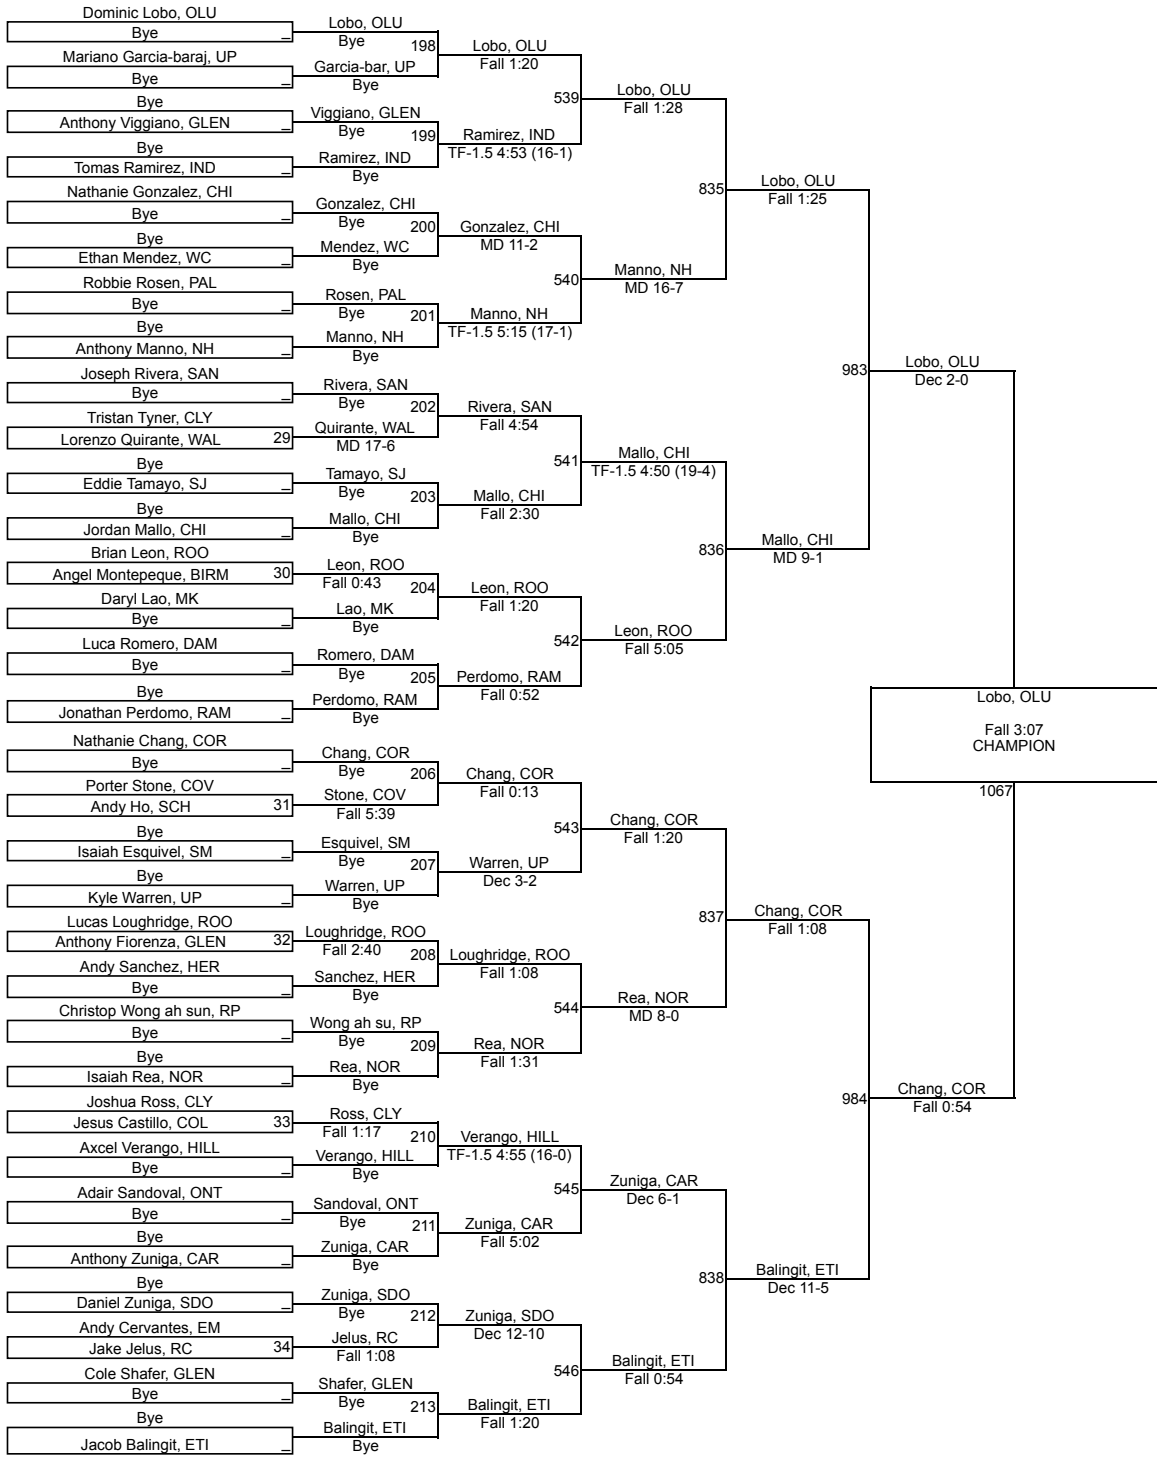 Dominic Lobo, OLU
Bye _
Mariano Garcia-baraj, UP
Bye _
Bye
Anthony Viggiano, GLEN _
Bye
Tomas Ramirez, IND _
Nathanie Gonzalez, CHI
Bye _
Bye
Ethan Mendez, WC _
Robbie Rosen, PAL
Bye _
Bye
Anthony Manno, NH _
Joseph Rivera, SAN
Bye _
Tristan Tyner, CLY
Lorenzo Quirante, WAL 29
Bye
Eddie Tamayo, SJ _
Bye
Jordan Mallo, CHI _
Brian Leon, ROO
Angel Montepeque, BIRM 30
Daryl Lao, MK
Bye _
Luca Romero, DAM
Bye _
Bye
Jonathan Perdomo, RAM _
Nathanie Chang, COR
Bye _
Porter Stone, COV
Andy Ho, SCH 31
Bye
Isaiah Esquivel, SM _
Bye
Kyle Warren, UP _
Lucas Loughridge, ROO
Anthony Fiorenza, GLEN 32
Andy Sanchez, HER
Bye _
Christop Wong ah sun, RP
Bye _
Bye
Isaiah Rea, NOR _
Joshua Ross, CLY
Jesus Castillo, COL 33
Axcel Verango, HILL
Bye _
Adair Sandoval, ONT
Bye _
Bye
Anthony Zuniga, CAR _
Bye
Daniel Zuniga, SDO _
Andy Cervantes, EM
Jake Jelus, RC 34
Cole Shafer, GLEN
Bye _
Bye
Jacob Balingit, ETI _
Lobo, OLU
Bye 198
Garcia-bar, UP
Bye
Viggiano, GLEN
Bye 199
Ramirez, IND
Bye
Gonzalez, CHI
Bye 200
Mendez, WC
Bye
Rosen, PAL
Bye 201
Manno, NH
Bye
Rivera, SAN
Bye 202
Quirante, WAL
MD 17-6
Tamayo, SJ
Bye 203
Mallo, CHI
Bye
Leon, ROO
Fall 0:43 204
Lao, MK
Bye
Romero, DAM
Bye 205
Perdomo, RAM
Bye
Chang, COR
Bye 206
Stone, COV
Fall 5:39
Esquivel, SM
Bye 207
Warren, UP
Bye
Loughridge, ROO
Fall 2:40 208
Sanchez, HER
Bye
Wong ah su, RP
Bye 209
Rea, NOR
Bye
Ross, CLY
Fall 1:17 210
Verango, HILL
Bye
Sandoval, ONT
Bye 211
Zuniga, CAR
Bye
Zuniga, SDO
Bye 212
Jelus, RC
Fall 1:08
Shafer, GLEN
Bye 213
Balingit, ETI
Bye
Lobo, OLU
Fall 1:20
539
Ramirez, IND
TF-1.5 4:53 (16-1)
Gonzalez, CHI
MD 11-2
540
Manno, NH
TF-1.5 5:15 (17-1)
Rivera, SAN
Fall 4:54
541
Mallo, CHI
Fall 2:30
Leon, ROO
Fall 1:20
542
Perdomo, RAM
Fall 0:52
Chang, COR
Fall 0:13
543
Warren, UP
Dec 3-2
Loughridge, ROO
Fall 1:08
544
Rea, NOR
Fall 1:31
Verango, HILL
TF-1.5 4:55 (16-0)
545
Zuniga, CAR
Fall 5:02
Zuniga, SDO
Dec 12-10
546
Balingit, ETI
Fall 1:20
Lobo, OLU
Fall 1:28
835
Manno, NH
MD 16-7
Mallo, CHI
TF-1.5 4:50 (19-4)
836
Leon, ROO
Fall 5:05
Chang, COR
Fall 1:20
837
Rea, NOR
MD 8-0
Zuniga, CAR
Dec 6-1
838
Balingit, ETI
Fall 0:54
Lobo, OLU
Fall 1:25
983
Mallo, CHI
MD 9-1
Chang, COR
Fall 1:08
984
Balingit, ETI
Dec 11-5
Lobo, OLU
Dec 2-0
Chang, COR
Fall 0:54
Lobo, OLU
Fall 3:07
CHAMPION
1067